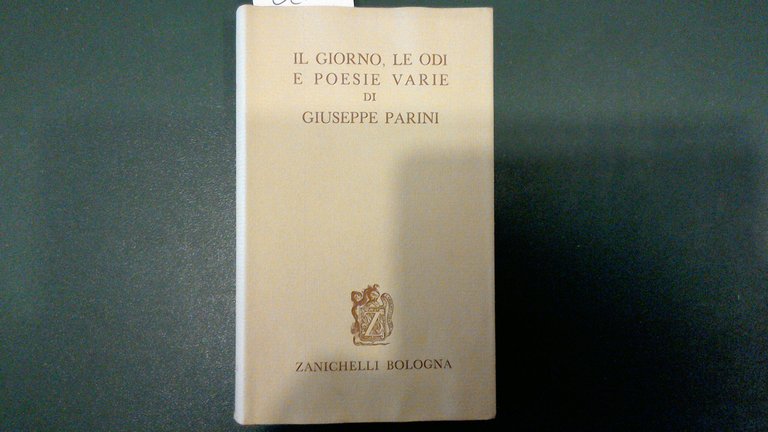 IL GIORNO, LE ODI
E POESIE VARIE
DI
GIUSEPPE PARINI
Z
ZANICHELLI BOLOGNA